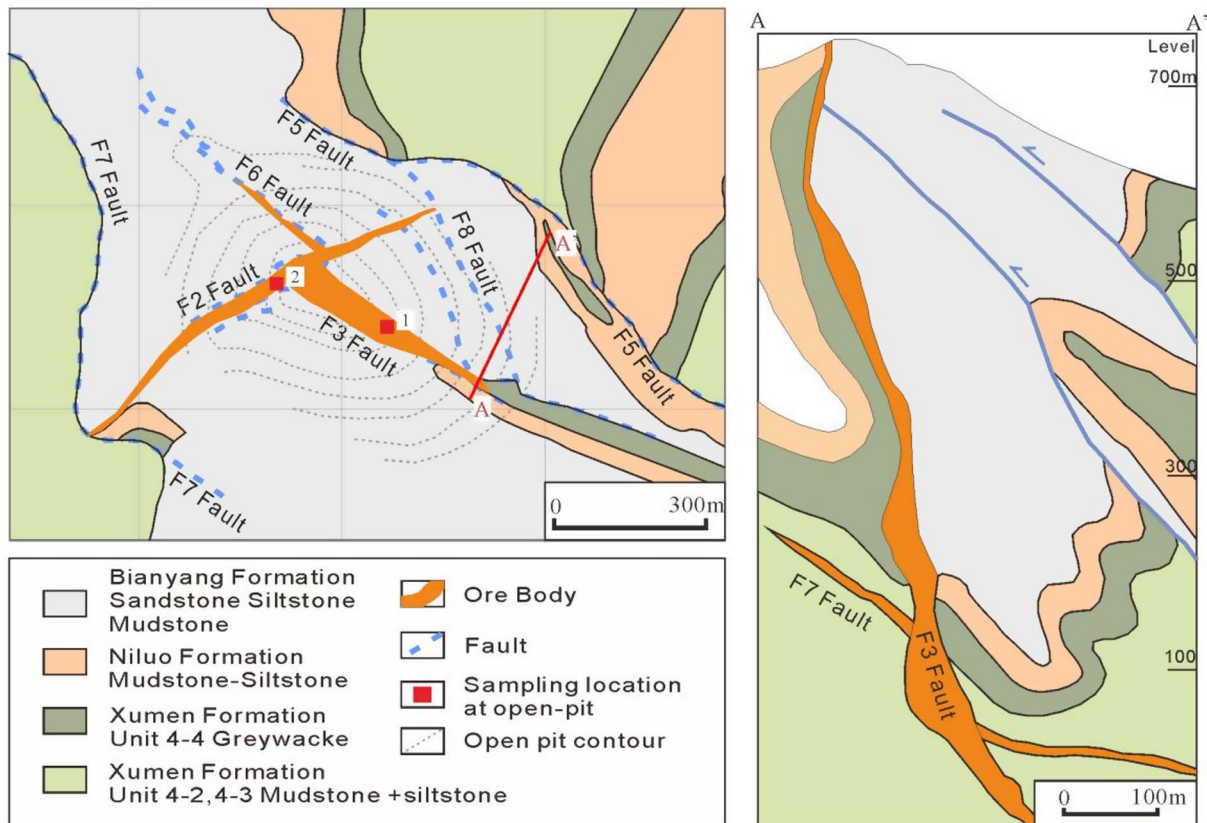 F7 Fault
F5 Fault
F6 Fault
F8 Fault
F2 Fault
2
F3 Fault
1
A'
A
F5 Fault
F7 Fault
0 300m
Bianyang Formation
Sandstone Siltstone
Mudstone
Niluo Formation
Mudstone-Siltstone
Xumen Formation
Unit 4-4 Greywacke
Xumen Formation
Unit 4-2,4-3 Mudstone +siltstone
Ore Body
Fault
Sampling location
at open-pit
Open pit contour
A A'
Level
700m
500
300
100
F7 Fault
F3 Fault
0 100m